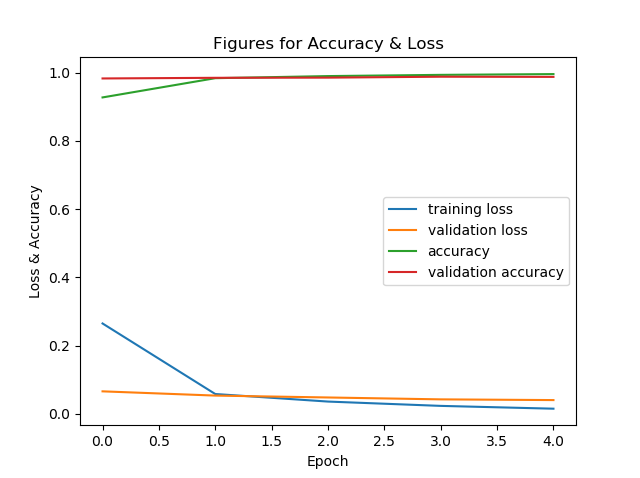 Figures for Accuracy & Loss
1.0
0.8
0.6
0.4
0.2
0.0
Loss & Accuracy
training loss
validation loss
accuracy
validation accuracy
0.0 0.5 1.0 1.5 2.0 2.5 3.0 3.5 4.0
Epoch